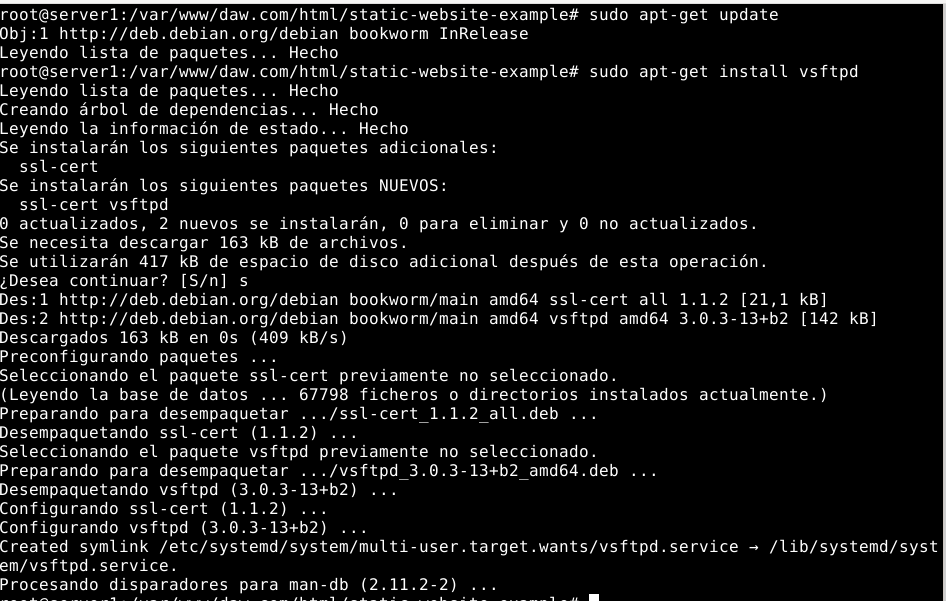 root@server1:/var/www/daw.com/html/static-website-example# sudo apt-get update
Obj:1 http://deb.debian.org/debian bookworm InRelease
Leyendo lista de paquetes... Hecho
root@server1:/var/www/daw.com/html/static-website-example# sudo apt-get install vsftpd
Leyendo lista de paquetes... Hecho
Creando árbol de dependencias... Hecho
Leyendo la información de estado... Hecho
Se instalarán los siguientes paquetes adicionales:
  ssl-cert
Se instalarán los siguientes paquetes NUEVOS:
  ssl-cert vsftpd
0 actualizados, 2 nuevos se instalarán, 0 para eliminar y 0 no actualizados.
Se necesita descargar 163 kB de archivos.
Se utilizarán 417 kB de espacio de disco adicional después de esta operación.
¿Desea continuar? [S/n] s
Des:1 http://deb.debian.org/debian bookworm/main amd64 ssl-cert all 1.1.2 [21,1 kB]
Des:2 http://deb.debian.org/debian bookworm/main amd64 vsftpd amd64 3.0.3-13+b2 [142 kB]
Descargados 163 kB en 0s (409 kB/s)
Preconfigurando paquetes ...
Seleccionando el paquete ssl-cert previamente no seleccionado.
(Leyendo la base de datos ... 67798 ficheros o directorios instalados actualmente.)
Preparando para desempaquetar .../ssl-cert_1.1.2_all.deb ...
Desempaquetando ssl-cert (1.1.2) ...
Seleccionando el paquete vsftpd previamente no seleccionado.
Preparando para desempaquetar .../vsftpd_3.0.3-13+b2_amd64.deb ...
Desempaquetando vsftpd (3.0.3-13+b2) ...
Configurando ssl-cert (1.1.2) ...
Configurando vsftpd (3.0.3-13+b2) ...
Created symlink /etc/systemd/system/multi-user.target.wants/vsftpd.service → /lib/systemd/syst
em/vsftpd.service.
Procesando disparadores para man-db (2.11.2-2) ...
root@server1:/var/www/daw.com/html/static-website-example#